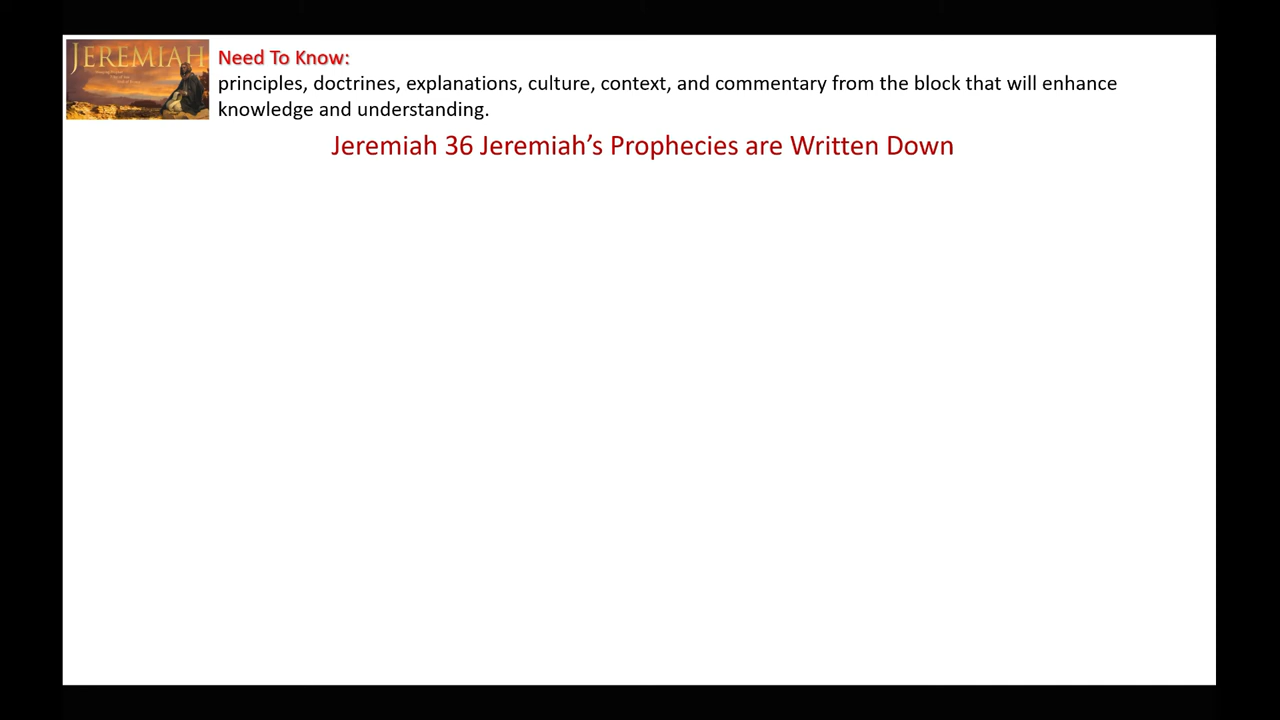 JEREMIAH
Need To Know:
principles, doctrines, explanations, culture, context, and commentary from the block that will enhance
knowledge and understanding.
Jeremiah 36 Jeremiah’s Prophecies are Written Down